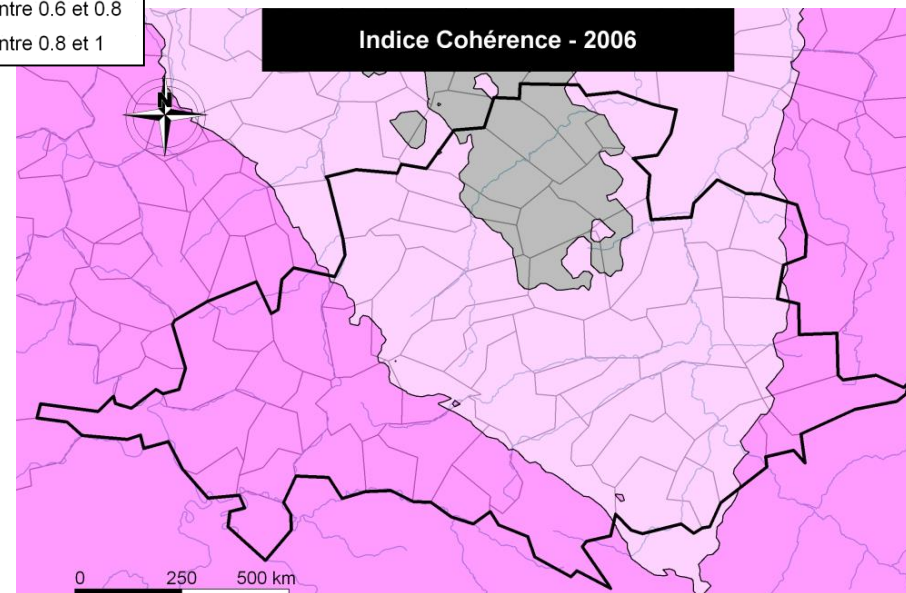 ntre 0.6 et 0.8
ntre 0.8 et 1
Indice Cohérence - 2006
N
0 250 500 km